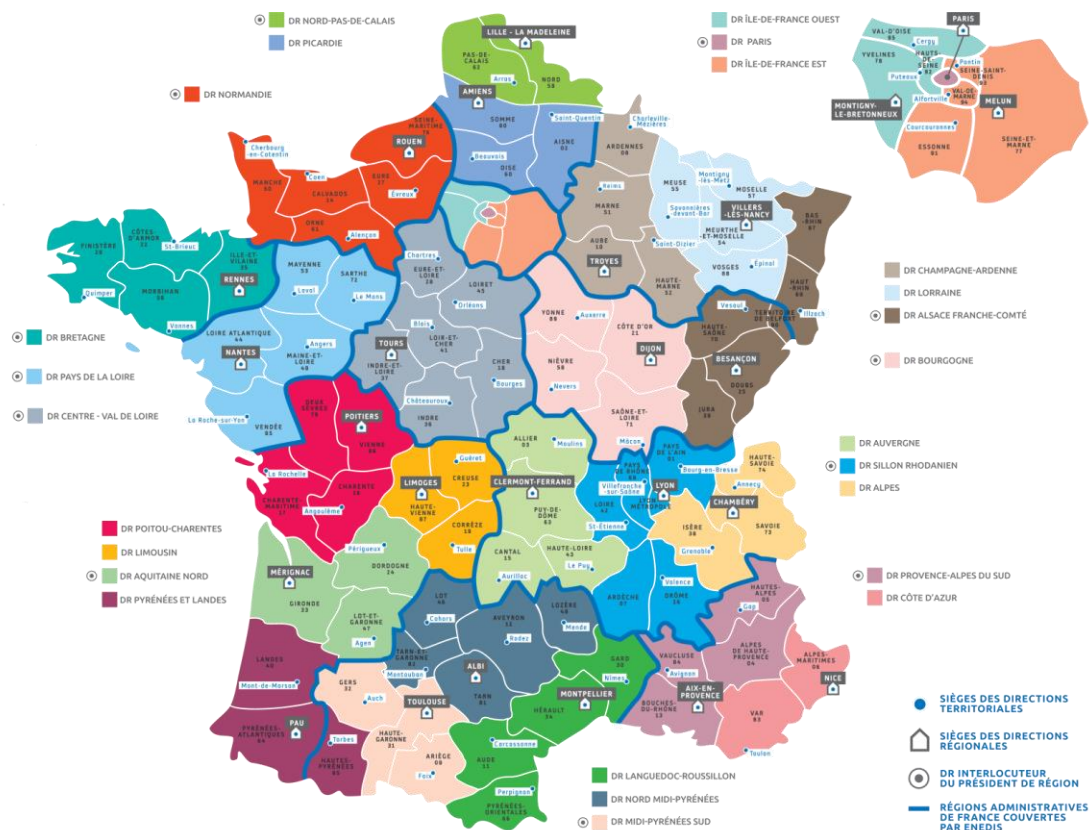 DR NORD-PAS-DE-CALAIS
DR PICARDIE
DR NORMANDIE
DR ÎLE-DE-FRANCE OUEST
DR PARIS
DR ÎLE-DE-FRANCE EST
PARIS
VAL-D'OISE
95
Cergy
YVELINES
78
HAUTS-
DE-
SEINE
92
Pantin
SEINE-SAINT-
DENIS
Puteaux
VAL-DE-
MARNE
94
Alfortville
MONTIGNY-
LE-BRETONNEUX
MELUN
Courcouronnes
ESSONNE
91
SEINE-ET-
MARNE
77
LILLE - LA MADELEINE
PAS-DE-
CALAIS
62
Arras
NORD
59
AMIENS
SOMME
80
Saint-Quentin
AISNE
02
Beauvais
OISE
60
Charleville-
Mézières
ARDENNES
08
SEINE-
MARITIME
76
ROUEN
Cherbourg
-en-Cotentin
MANCHE
50
Caen
CALVADOS
14
EURE
27
Evreux
ORNE
61
Alençon
Reims
MARNE
51
MEUSE
55
Montigny
-lès-Metz
MOSELLE
57
Savonnières
-devant-Bar
VILLERS
-LÈS-NANCY
MEURTHE-
ET-MOSELLE
54
BAS-
RHIN
67
AUBE
10
Saint-Dizier
TROYES
HAUTE-
MARNE
52
VOSGES
88
Épinal
HAUT
-RHIN
68
Illzach
FINISTÈRE
29
CÔTES-
D'ARMOR
22
St-Brieuc
ILLE-ET-
VILAINE
35
RENNES
Quimper
MORBIHAN
56
Vannes
MAYENNE
53
Laval
SARTHE
72
Le Mans
Chartres
EURE-ET-
LOIRE
28
LOIRET
45
Orléans
YONNE
89
Auxerre
CÔTE D'OR
21
DIJON
Vesoul
HAUTE-
SAÔNE
70
TERRITOIRE
DE BELFORT
90
BESANÇON
DOUBS
25
JURA
39
LOIRE ATLANTIQUE
44
NANTES
Angers
MAINE-ET-
LOIRE
49
TOURS
Blois
LOIR-ET-
CHER
41
INDRE-ET-
LOIRE
37
CHER
18
Bourges
Châteauroux
INDRE
36
NIÈVRE
58
Nevers
SAÔNE-ET-
LOIRE
71
Mâcon
La Roche-sur-Yon
VENDÉE
85
DEUX
SÈVRES
79
POITIERS
VIENNE
86
La Rochelle
CHARENTE
16
CHARENTE-
MARITIME
17
Angoulême
LIMOGES
Guéret
CREUSE
23
HAUTE-
VIENNE
87
CORRÈZE
19
Tulle
ALLIER
03
Moulins
CLERMONT-FERRAND
PUY-DE-
DÔME
63
CANTAL
15
Aurillac
HAUTE-LOIRE
43
Le Puy
PAYS
DE L'AIN
01
Bourg-en-Bresse
PAYS
DE RHÔNE
69
Villefranche
-sur-Saône
LYON
LYON
MÉTROPOLE
LOIRE
42
St-Étienne
HAUTE-
SAVOIE
74
Annecy
CHAMBÉRY
SAVOIE
73
ISÈRE
38
Grenoble
ARDÈCHE
07
Valence
DRÔME
26
HAUTES-
ALPES
05
Gap
ALPES
DE HAUTE-
PROVENCE
04
ALPES-
MARITIMES
06
NICE
VAUCLUSE
84
Avignon
BOUCHES-
DU-RHÔNE
13
AIX-EN-
PROVENCE
VAR
83
Toulon
Périgueux
DORDOGNE
24
MÉRIGNAC
GIRONDE
33
LOT-ET-
GARONNE
47
Agen
LANDES
40
Mont-de-Marsan
PAU
PYRÉNÉES-
ATLANTIQUES
64
Tarbes
HAUTES-
PYRÉNÉES
65
LOT
46
Cahors
AVEYRON
12
Rodez
LOZÈRE
48
Mende
TARN-ET-
GARONNE
82
Montauban
ALBI
TARN
81
GERS
32
Auch
TOULOUSE
HAUTE-
GARONNE
31
ARIÈGE
09
Foix
GARD
30
Nîmes
MONTPELLIER
HÉRAULT
34
Carcassonne
AUDE
11
Perpignan
PYRÉNÉES-
ORIENTALES
66
DR BRETAGNE
DR PAYS DE LA LOIRE
DR CENTRE - VAL DE LOIRE
DR POITOU-CHARENTES
DR LIMOUSIN
DR AQUITAINE NORD
DR PYRÉNÉES ET LANDES
DR CHAMPAGNE-ARDENNE
DR LORRAINE
DR ALSACE FRANCHE-COMTÉ
DR BOURGOGNE
DR AUVERGNE
DR SILLON RHODANIEN
DR ALPES
DR PROVENCE-ALPES DU SUD
DR CÔTE D'AZUR
DR LANGUEDOC-ROUSSILLON
DR NORD MIDI-PYRÉNÉES
DR MIDI-PYRÉNÉES SUD
SIÈGES DES DIRECTIONS
TERRITORIALES
SIÈGES DES DIRECTIONS
RÉGIONALES
DR INTERLOCUTEUR
DU PRÉSIDENT DE RÉGION
RÉGIONS ADMINISTRATIVES
DE FRANCE COUVERTES
PAR ENEDIS